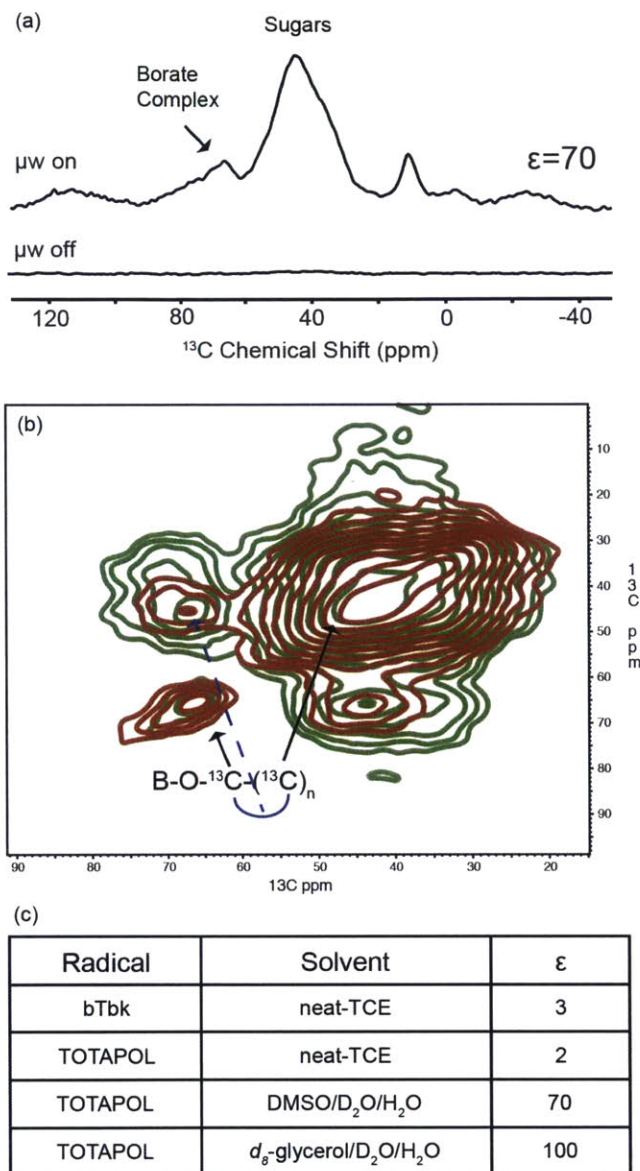 (a)
Sugars
Borate
Complex
µw on
ε=70
µw off
120 80 40 0 -40
¹³C Chemical Shift (ppm)
(b)
10
20
30
40
50
60
70
80
90
13C ppm
B-O-¹³C-(¹³C)ₙ
90 80 70 60 50 40 30 20
13C ppm
(c)
Radical Solvent ε
bTbk neat-TCE 3
TOTAPOL neat-TCE 2
TOTAPOL DMSO/D₂O/H₂O 70
TOTAPOL d₈-glycerol/D₂O/H₂O 100